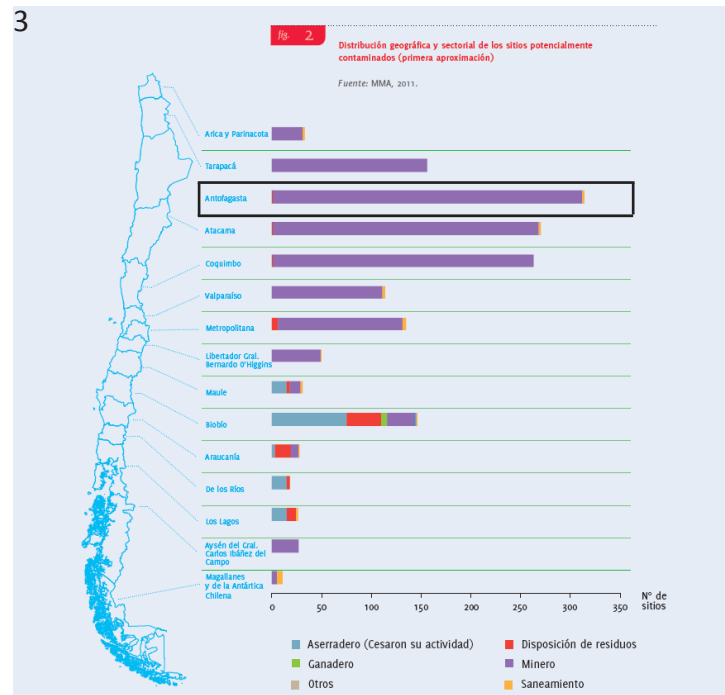 3
fig. 2
Distribución geográfica y sectorial de los sitios potencialmente
contaminados (primera aproximación)
Fuente: MMA, 2011.
Arica y Parinacota
Tarapacá
Antofagasta
Atacama
Coquimbo
Valparaíso
Metropolitana
Libertador Gral.
Bernardo O'Higgins
Maule
Biobío
Araucanía
De los Ríos
Los Lagos
Aysén del Gral.
Carlos Ibáñez del
Campo
Magallanes
y de la Antártica
Chilena
0 50 100 150 200 250 300 350
N° de
sitios
Aserradero (Cesaron su actividad)
Disposición de residuos
Ganadero
Minero
Otros
Saneamiento